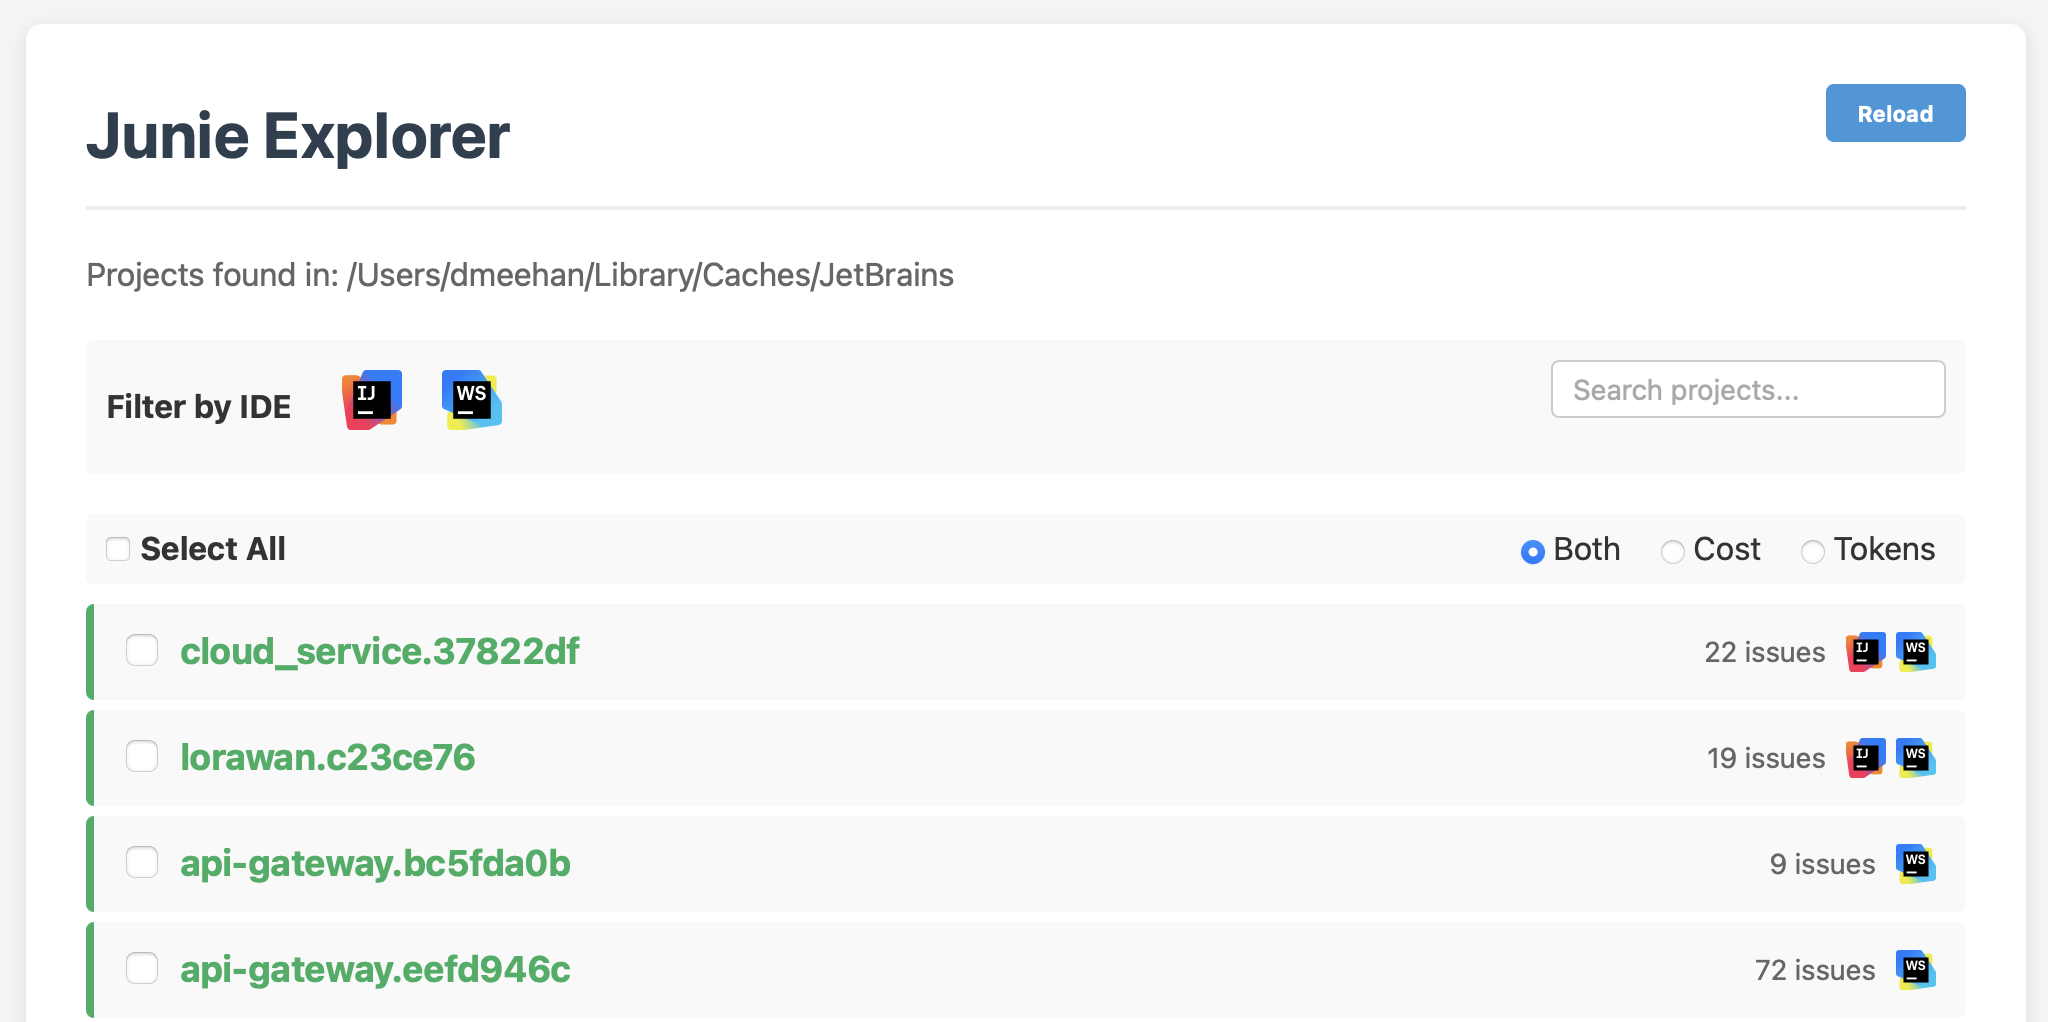 Junie Explorer
Reload
Projects found in: /Users/dmeehan/Library/Caches/JetBrains
Filter by IDE
IJ
WS
Search projects...
Select All
Both
Cost
Tokens
cloud_service.37822df
22 issues
IJ
WS
lorawan.c23ce76
19 issues
IJ
WS
api-gateway.bc5fda0b
9 issues
WS
api-gateway.eefd946c
72 issues
WS